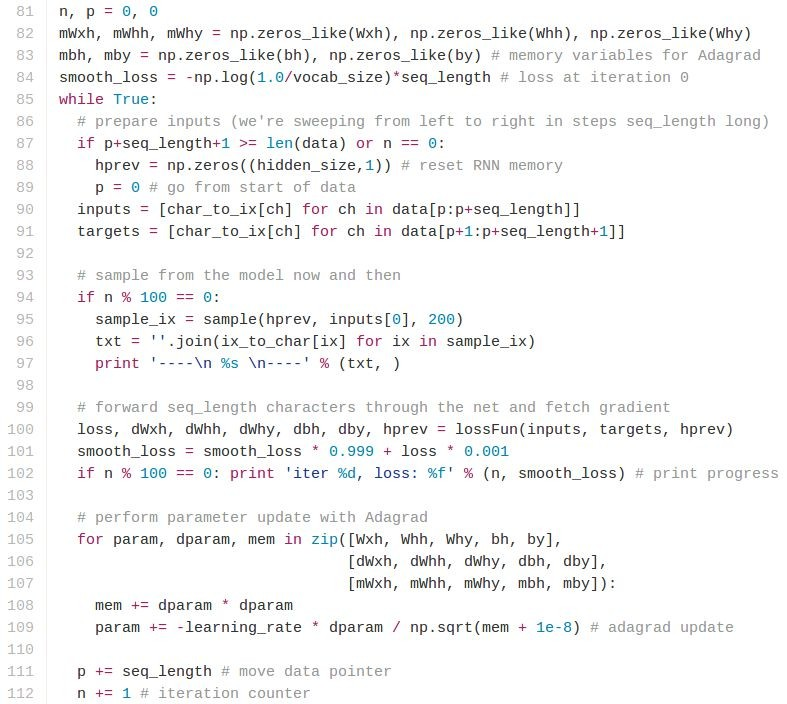 81 n, p = 0, 0
82 mWxh, mWhh, mWhy = np.zeros_like(Wxh), np.zeros_like(Whh), np.zeros_like(Why)
83 mbh, mby = np.zeros_like(bh), np.zeros_like(by) # memory variables for Adagrad
84 smooth_loss = -np.log(1.0/vocab_size)*seq_length # loss at iteration 0
85 while True:
86   # prepare inputs (we're sweeping from left to right in steps seq_length long)
87   if p+seq_length+1 >= len(data) or n == 0:
88     hprev = np.zeros((hidden_size,1)) # reset RNN memory
89     p = 0 # go from start of data
90   inputs = [char_to_ix[ch] for ch in data[p:p+seq_length]]
91   targets = [char_to_ix[ch] for ch in data[p+1:p+seq_length+1]]
92
93   # sample from the model now and then
94   if n % 100 == 0:
95     sample_ix = sample(hprev, inputs[0], 200)
96     txt = ''.join(ix_to_char[ix] for ix in sample_ix)
97     print '----\n %s \n----' % (txt, )
98
99   # forward seq_length characters through the net and fetch gradient
100   loss, dWxh, dWhh, dWhy, dbh, dby, hprev = lossFun(inputs, targets, hprev)
101   smooth_loss = smooth_loss * 0.999 + loss * 0.001
102   if n % 100 == 0: print 'iter %d, loss: %f' % (n, smooth_loss) # print progress
103
104   # perform parameter update with Adagrad
105   for param, dparam, mem in zip([Wxh, Whh, Why, bh, by],
106                                 [dWxh, dWhh, dWhy, dbh, dby],
107                                 [mWxh, mWhh, mWhy, mbh, mby]):
108     mem += dparam * dparam
109     param += -learning_rate * dparam / np.sqrt(mem + 1e-8) # adagrad update
110
111   p += seq_length # move data pointer
112   n += 1 # iteration counter